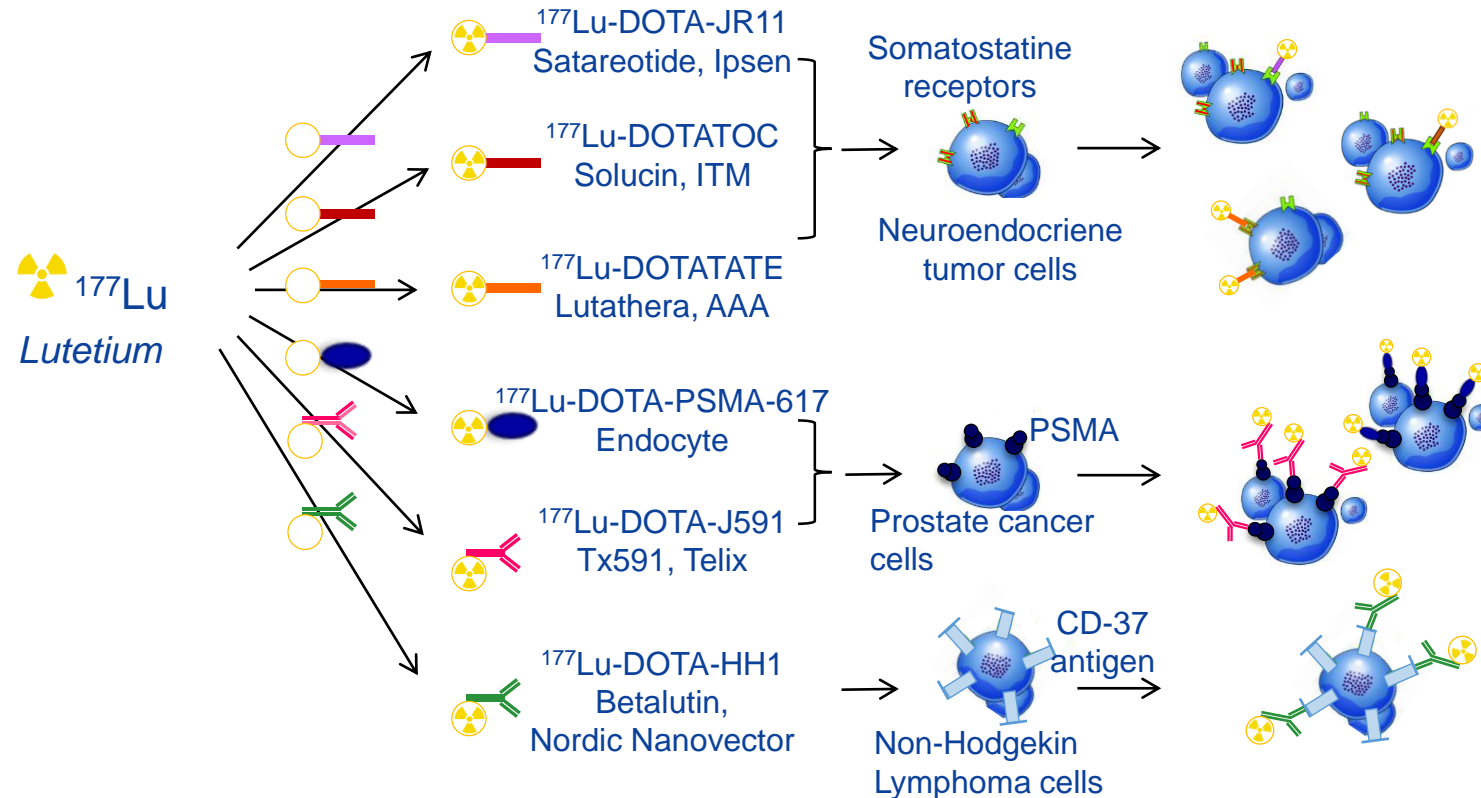 ¹⁷⁷Lu
Lutetium
¹⁷⁷Lu-DOTA-JR11
Satareotide, Ipsen
¹⁷⁷Lu-DOTATOC
Solucin, ITM
¹⁷⁷Lu-DOTATATE
Lutathera, AAA
¹⁷⁷Lu-DOTA-PSMA-617
Endocyte
¹⁷⁷Lu-DOTA-J591
Tx591, Telix
¹⁷⁷Lu-DOTA-HH1
Betalutin,
Nordic Nanovector
Somatostatine
receptors
Neuroendocriene
tumor cells
PSMA
Prostate cancer
cells
CD-37
antigen
Non-Hodgekin
Lymphoma cells